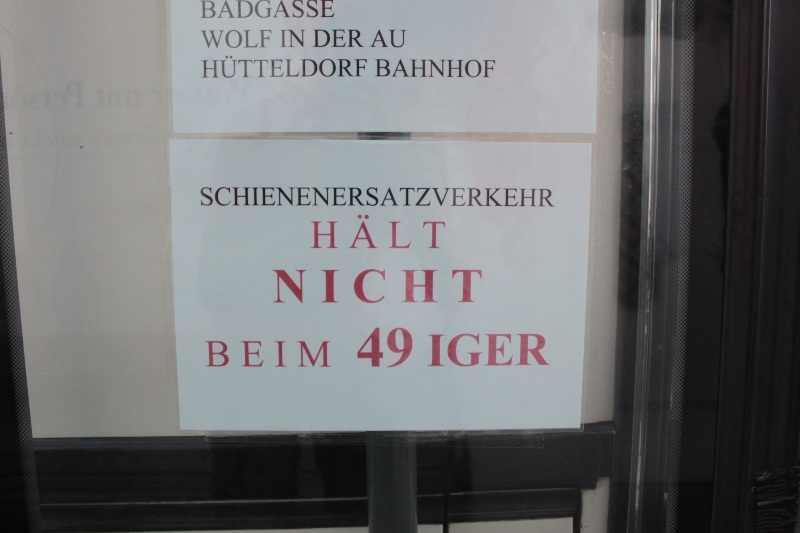 BADGASSE
WOLF IN DER AU
HÜTTELDORF BAHNHOF
SCHIENENERSATZVERKEHR
HÄLT
NICHT
BEIM 49 IGER